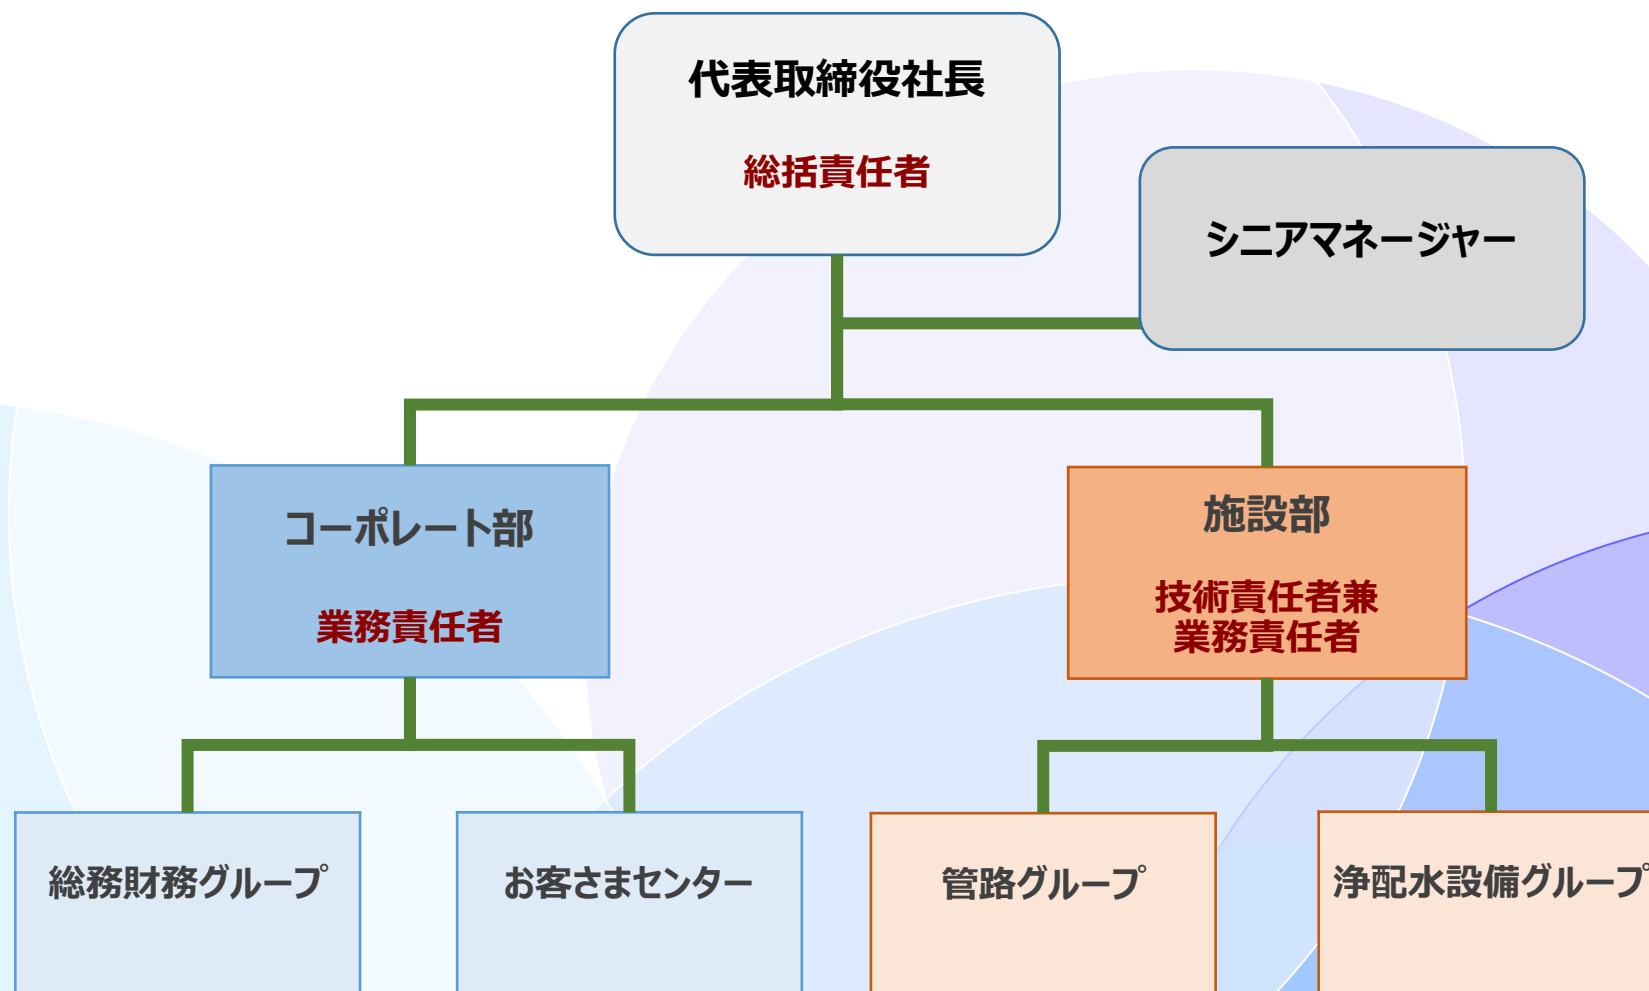 代表取締役社長
総括責任者
シニアマネージャー
コーポレート部
業務責任者
施設部
技術責任者兼
業務責任者
総務財務グループ
お客さまセンター
管路グループ
浄配水設備グループ